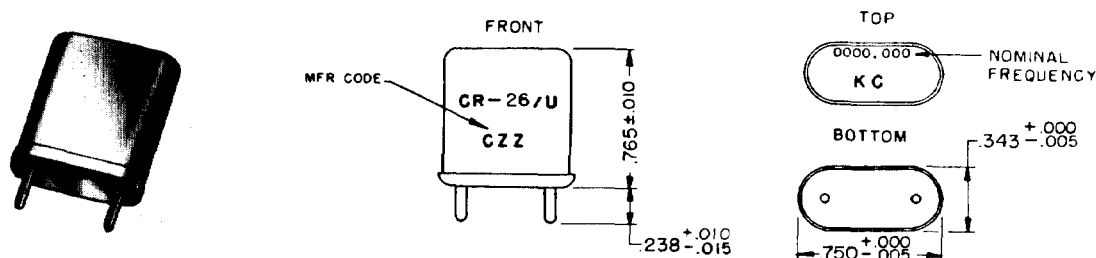 FRONT
MFR CODE
CR-26/U
CZZ
.765±.010
.238 +.010 -.015
TOP
0000.000
KC
NOMINAL
FREQUENCY
BOTTOM
.343 +.000 -.005
.750 +.000 -.005